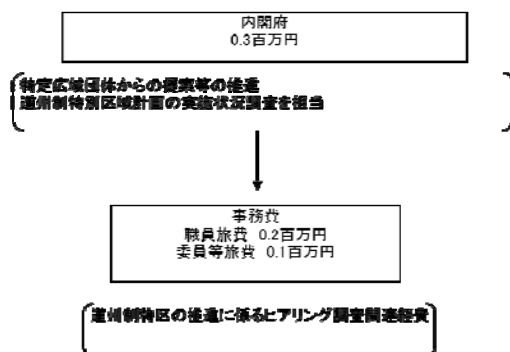 内閣府
0.3百万円
特定広域団体からの提案等の推進
道州制特別区域計画の実施状況調査を担当
事務費
職員旅費 0.2百万円
委員等旅費 0.1百万円
道州制特区の推進に係るヒアリング調査関連経費